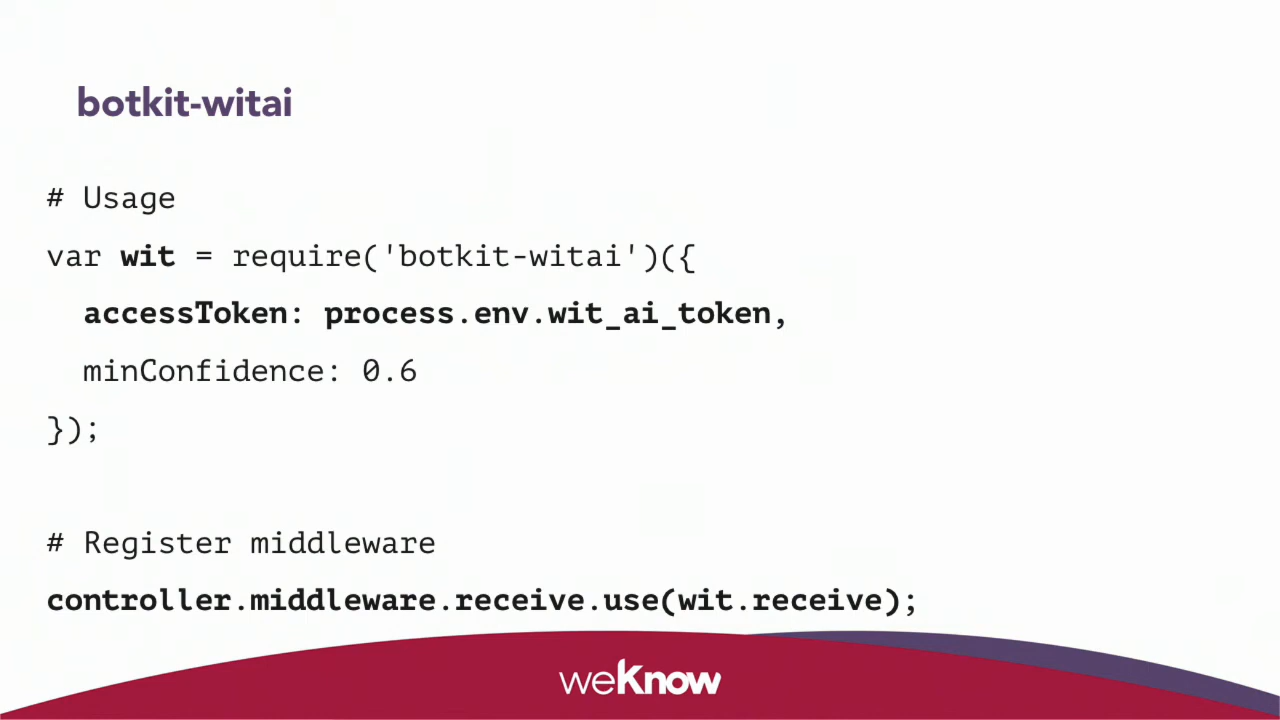 botkit-witai
# Usage
var wit = require('botkit-witai')({
  accessToken: process.env.wit_ai_token,
  minConfidence: 0.6
});
# Register middleware
controller.middleware.receive.use(wit.receive);
weKnow